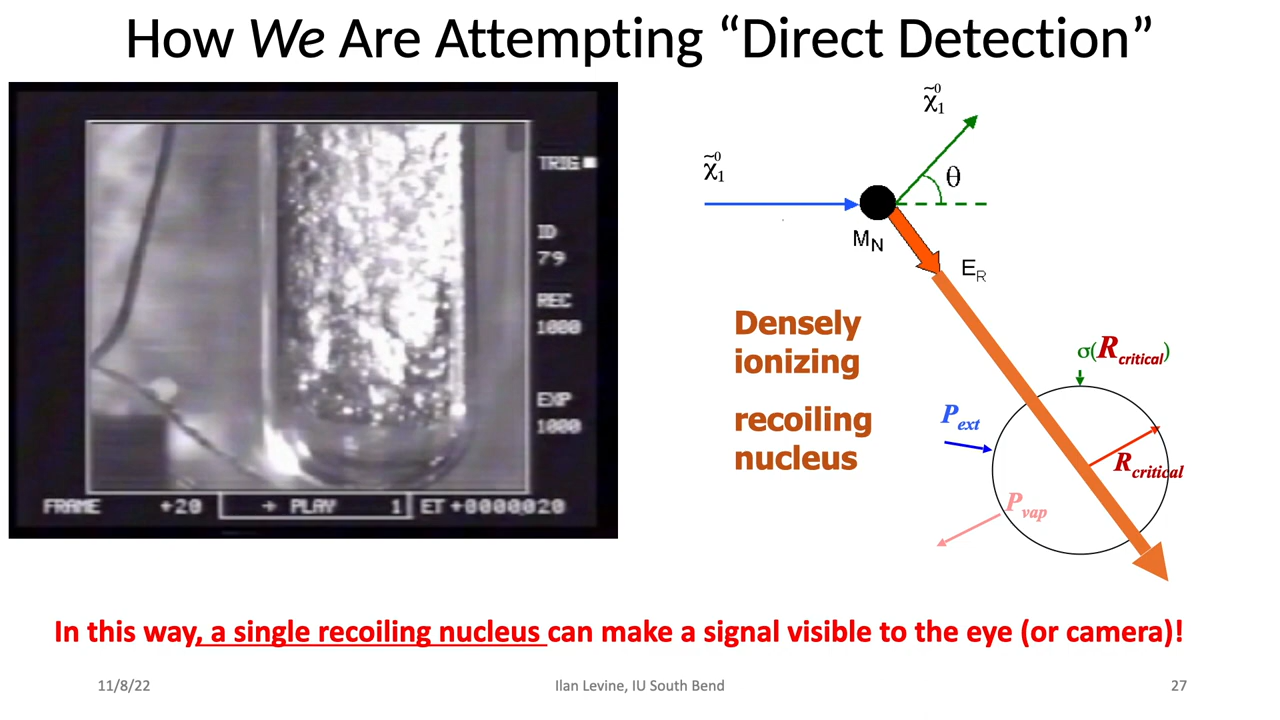 How We Are Attempting “Direct Detection”
TRIG
ID
79
REC
1000
EXP
1000
FRAME +20 → PLAY 1 ET +0000020
χ̃⁰₁
χ̃⁰₁
θ
M_N
E_R
Densely
ionizing
recoiling
nucleus
σ(R_critical)
P_ext
R_critical
P_vap
In this way, a single recoiling nucleus can make a signal visible to the eye (or camera)!
11/8/22
Ilan Levine, IU South Bend
27